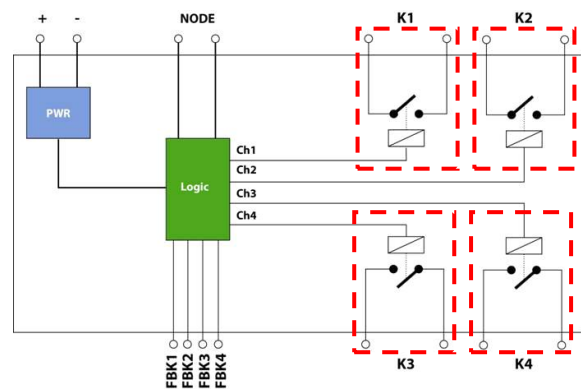 + - NODE K1 K2
PWR
Logic
Ch1
Ch2
Ch3
Ch4
FBK1
FBK2
FBK3
FBK4
K3 K4